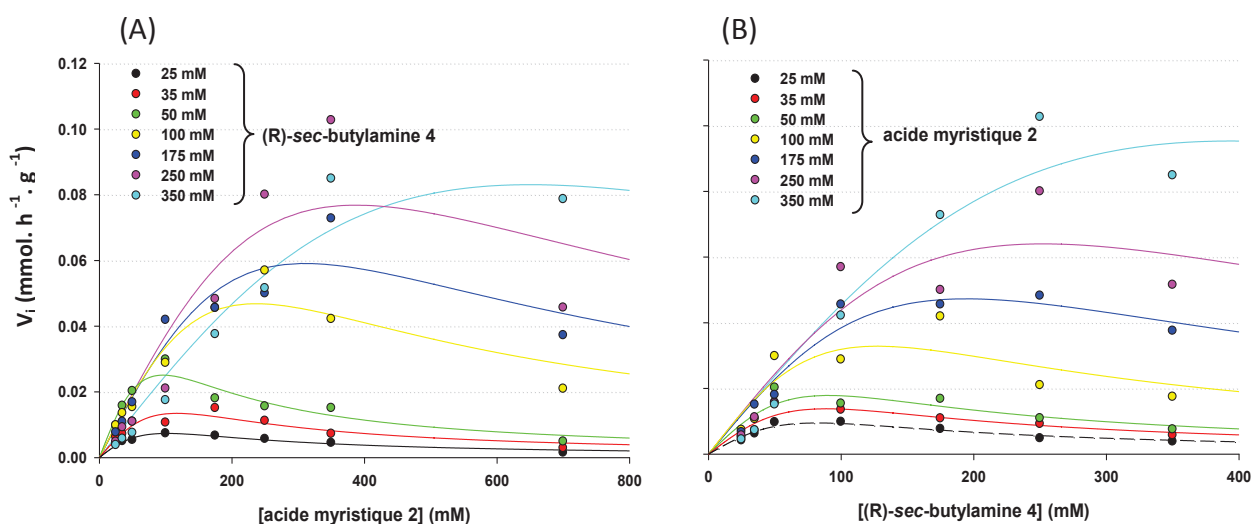 (A)
(B)
V i (mmol. h -1 . g -1)
0.12
0.10
0.08
0.06
0.04
0.02
0.00
25 mM
35 mM
50 mM
100 mM
175 mM
250 mM
350 mM
(R)-sec-butylamine 4
0
200
400
600
800
[acide myristique 2] (mM)
25 mM
35 mM
50 mM
100 mM
175 mM
250 mM
350 mM
acide myristique 2
0
100
200
300
400
[(R)-sec-butylamine 4] (mM)